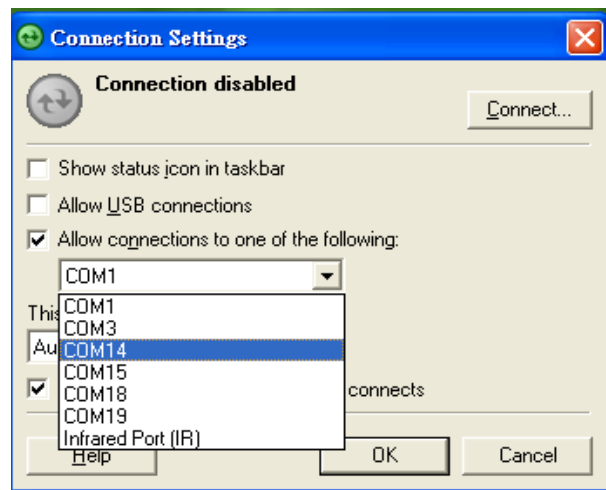 Connection Settings
Connection disabled
Connect...
Show status icon in taskbar
Allow USB connections
Allow connections to one of the following:
COM1
COM1
This
COM3
Au
COM14
COM15
COM18
connects
COM19
Infrared Port (IR)
Help
OK
Cancel